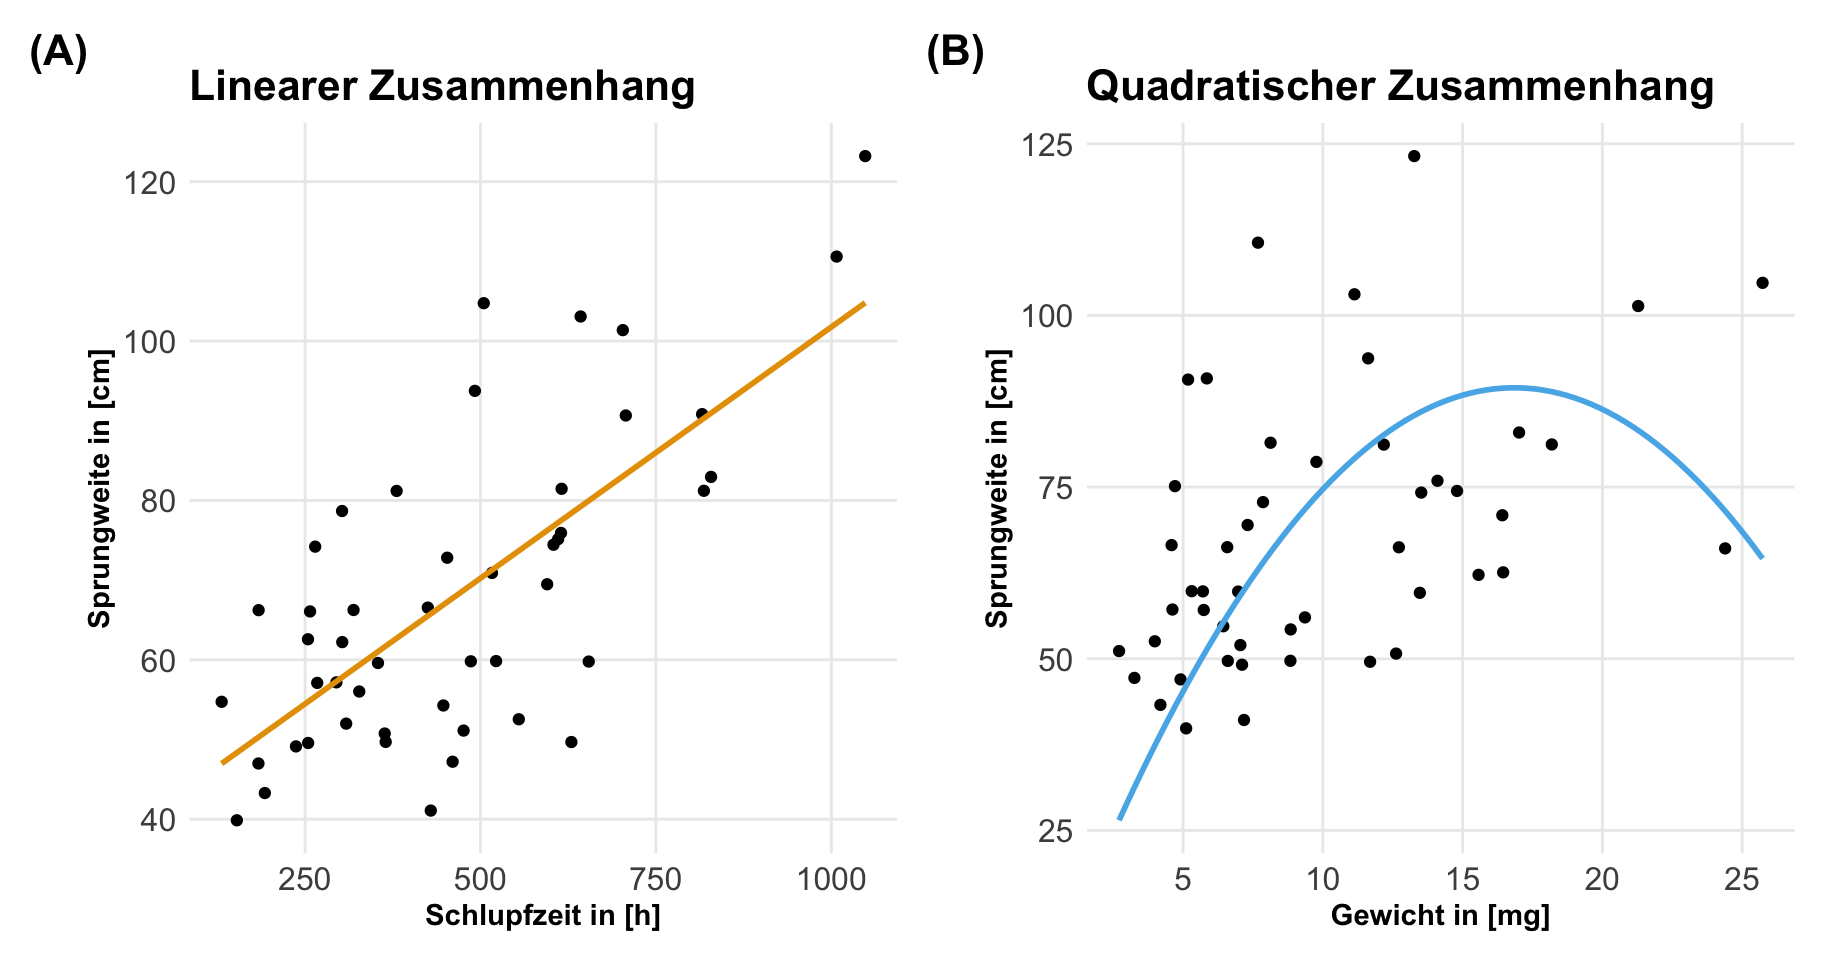 (A)
Linearer Zusammenhang
120
100
80
60
40
Sprungweite in [cm]
250 500 750 1000
Schlupfzeit in [h]
(B)
Quadratischer Zusammenhang
125
100
75
50
25
Sprungweite in [cm]
5 10 15 20 25
Gewicht in [mg]